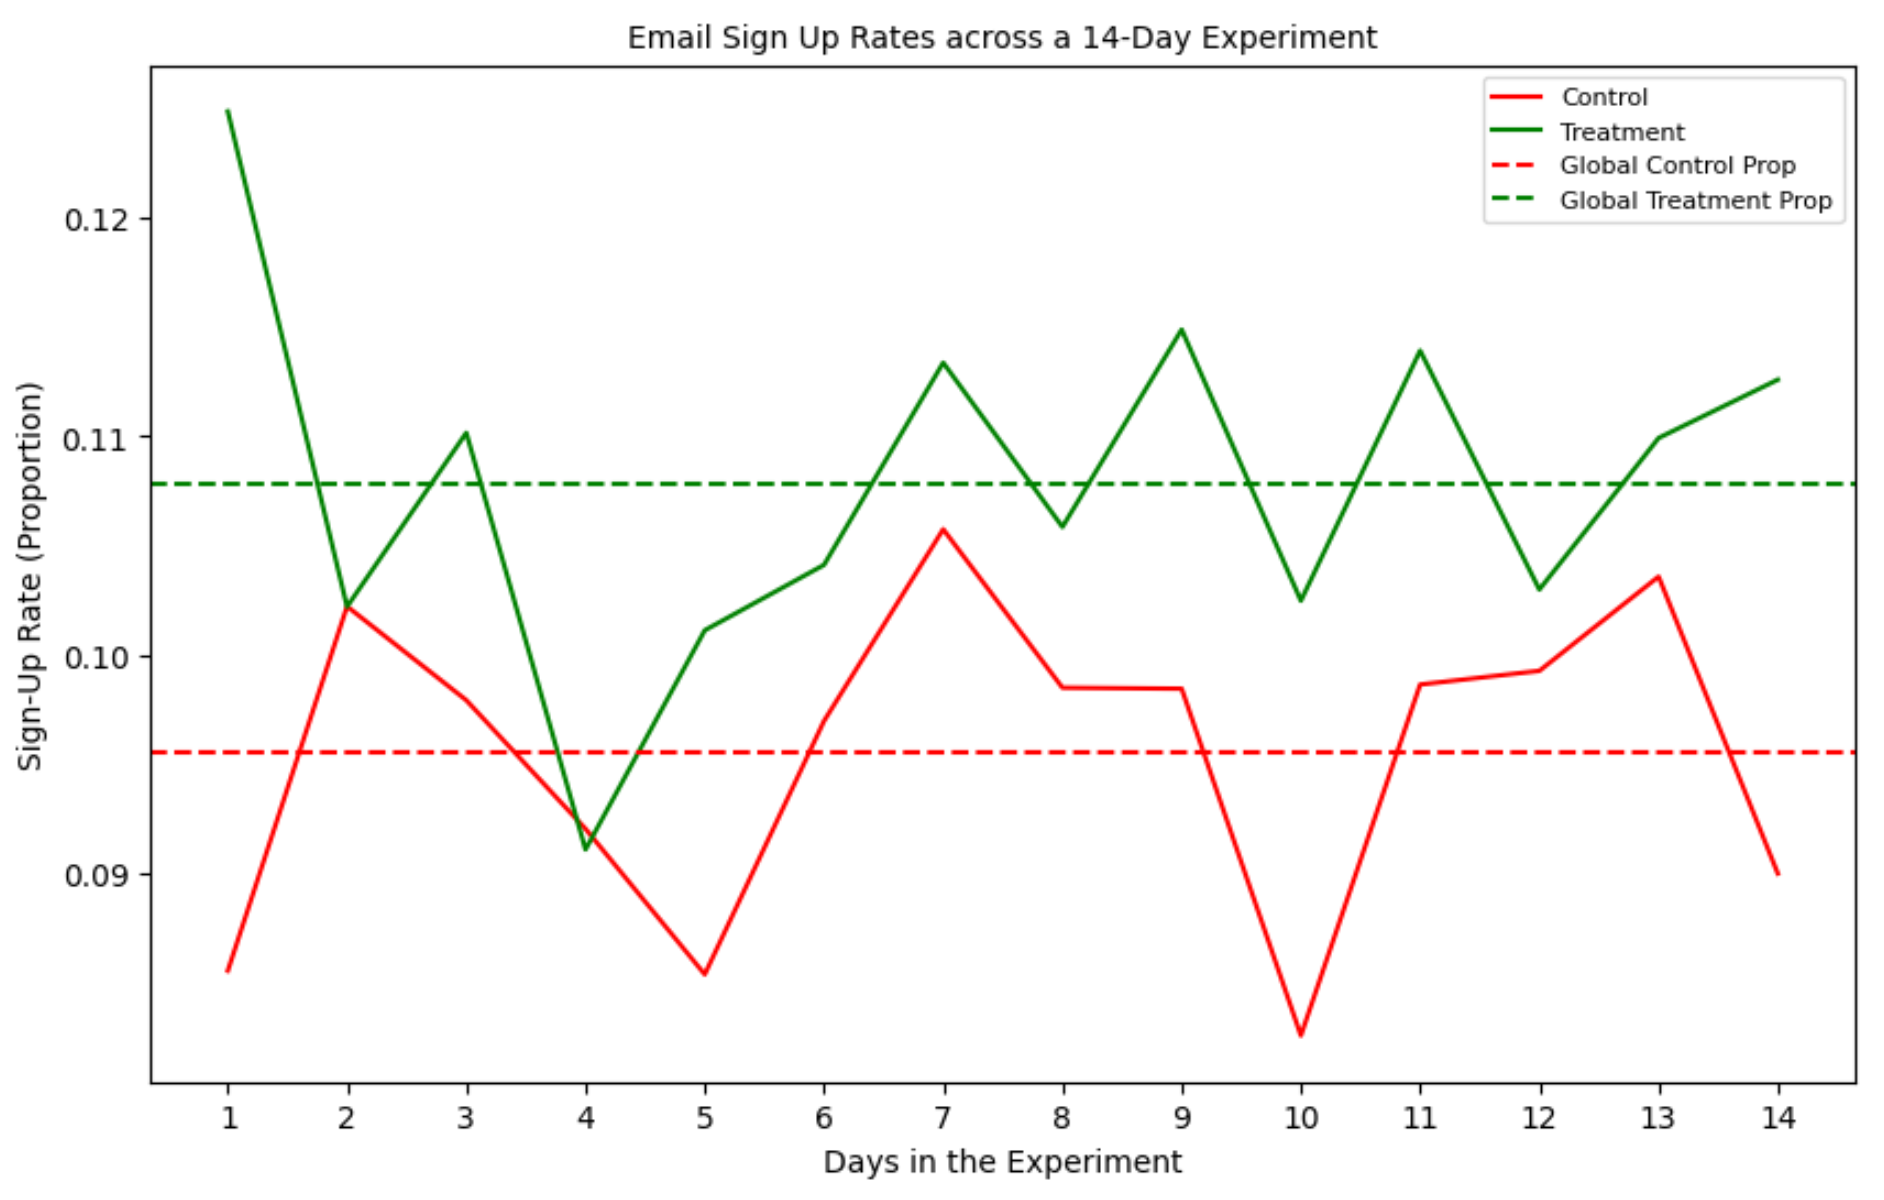 Email Sign Up Rates across a 14-Day Experiment
Control
Treatment
Global Control Prop
Global Treatment Prop
Sign-Up Rate (Proportion)
0.12
0.11
0.10
0.09
1 2 3 4 5 6 7 8 9 10 11 12 13 14
Days in the Experiment